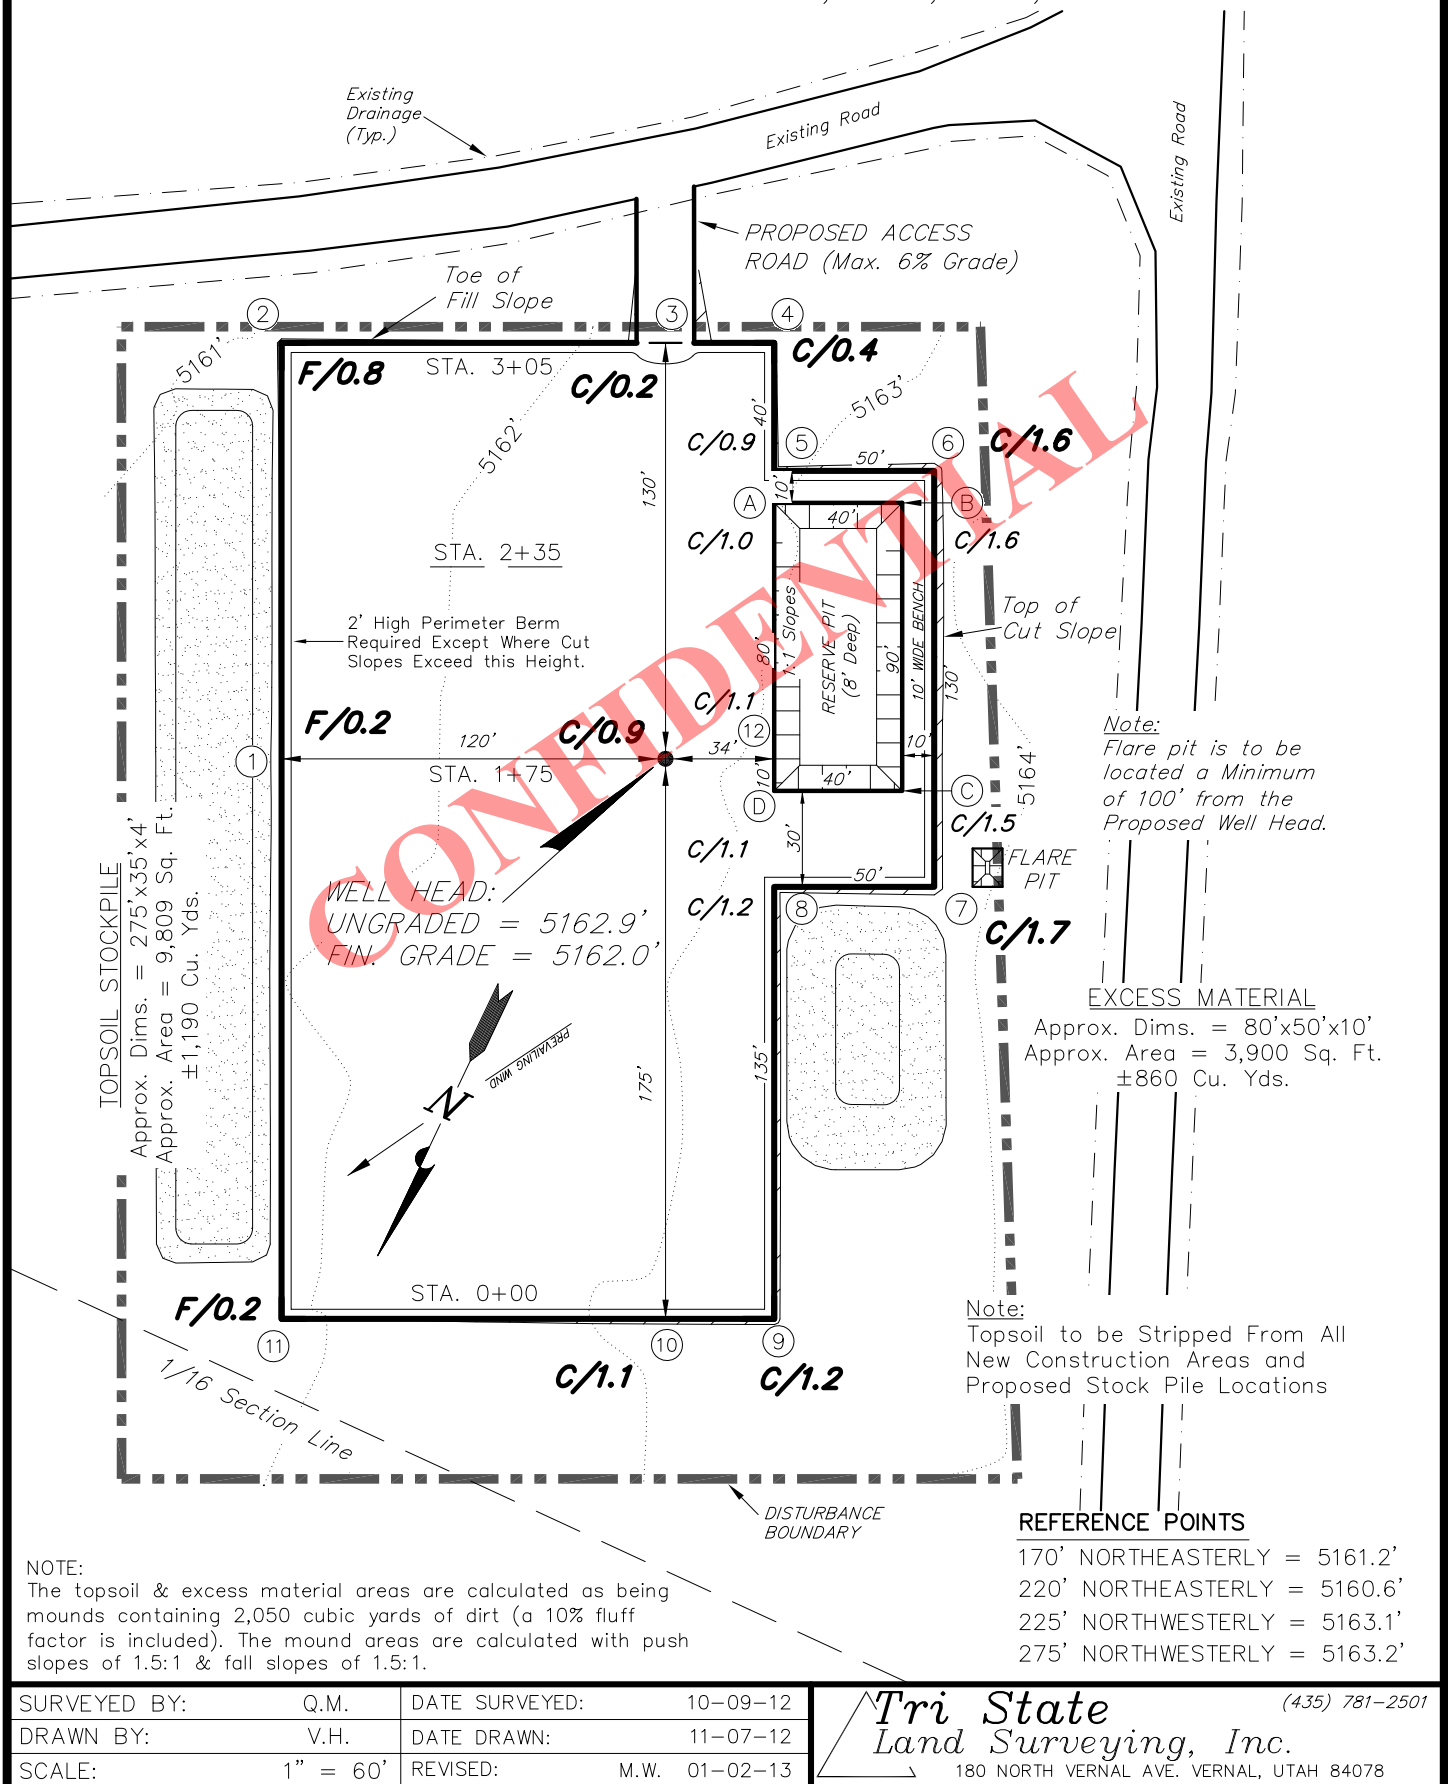 Existing
Drainage
(Typ.)
Existing Road
Existing Road
PROPOSED ACCESS
ROAD (Max. 6% Grade)
Toe of
Fill Slope
2
3
4
5161'
F/0.8
STA. 3+05
C/0.2
C/0.4
5162'
5163'
40'
C/0.9
5
6
C/1.6
50'
130'
10'
A
B
40'
C/1.0
C/1.6
STA. 2+35
2' High Perimeter Berm
Required Except Where Cut
Slopes Exceed this Height.
80'
1:1 Slopes
RESERVE PIT
(8' Deep)
90'
10' WIDE BENCH
130'
Top of
Cut Slope
CONFIDENTIAL
F/0.2
C/0.9
C/1.1
12
1
120'
STA. 1+75
34'
10'
10'
40'
D
C
5164'
Note:
Flare pit is to be
located a Minimum
of 100' from the
Proposed Well Head.
C/1.1
30'
C/1.5
FLARE
PIT
50'
C/1.2
8
7
C/1.7
WELL HEAD:
UNGRADED = 5162.9'
FIN. GRADE = 5162.0'
TOPSOIL STOCKPILE
Approx. Dims. = 275'x35'x4'
Approx. Area = 9,809 Sq. Ft.
±1,190 Cu. Yds.
PREVAILING WIND
N
175'
135'
EXCESS MATERIAL
Approx. Dims. = 80'x50'x10'
Approx. Area = 3,900 Sq. Ft.
±860 Cu. Yds.
F/0.2
STA. 0+00
11
10
9
C/1.1
C/1.2
Note:
Topsoil to be Stripped From All
New Construction Areas and
Proposed Stock Pile Locations
1/16 Section Line
DISTURBANCE
BOUNDARY
REFERENCE POINTS
170' NORTHEASTERLY = 5161.2'
220' NORTHEASTERLY = 5160.6'
225' NORTHWESTERLY = 5163.1'
275' NORTHWESTERLY = 5163.2'
NOTE:
The topsoil & excess material areas are calculated as being
mounds containing 2,050 cubic yards of dirt (a 10% fluff
factor is included). The mound areas are calculated with push
slopes of 1.5:1 & fall slopes of 1.5:1.
SURVEYED BY: Q.M. DATE SURVEYED: 10-09-12
DRAWN BY: V.H. DATE DRAWN: 11-07-12
SCALE: 1" = 60' REVISED: M.W. 01-02-13
Tri State
Land Surveying, Inc.
180 NORTH VERNAL AVE. VERNAL, UTAH 84078
(435) 781-2501